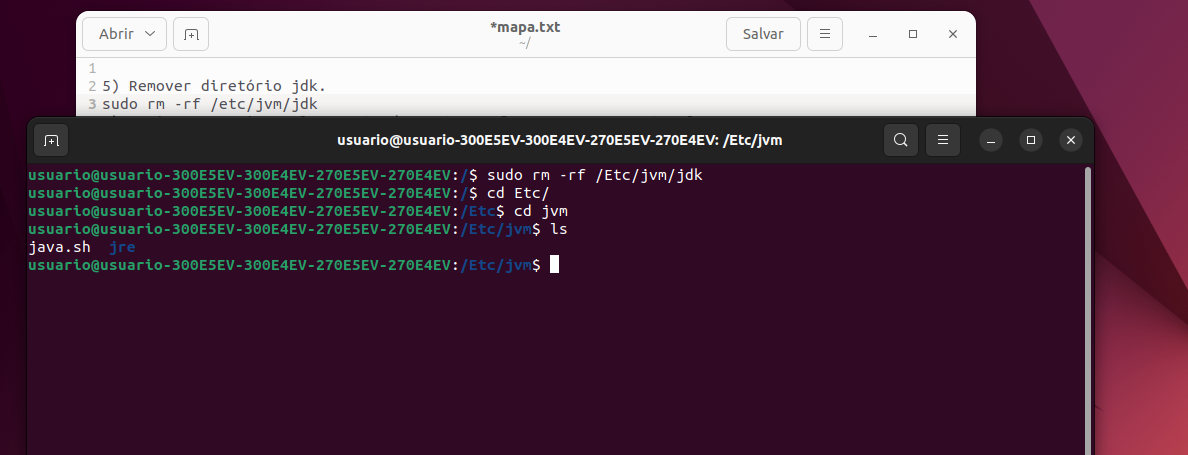 Abrir
*mapa.txt
~/
Salvar
1
2 5) Remover diretório jdk.
3 sudo rm -rf /etc/jvm/jdk
usuario@usuario-300E5EV-300E4EV-270E5EV-270E4EV: /Etc/jvm
usuario@usuario-300E5EV-300E4EV-270E5EV-270E4EV:/$ sudo rm -rf /Etc/jvm/jdk
usuario@usuario-300E5EV-300E4EV-270E5EV-270E4EV:/$ cd Etc/
usuario@usuario-300E5EV-300E4EV-270E5EV-270E4EV:/Etc$ cd jvm
usuario@usuario-300E5EV-300E4EV-270E5EV-270E4EV:/Etc/jvm$ ls
java.sh  jre
usuario@usuario-300E5EV-300E4EV-270E5EV-270E4EV:/Etc/jvm$